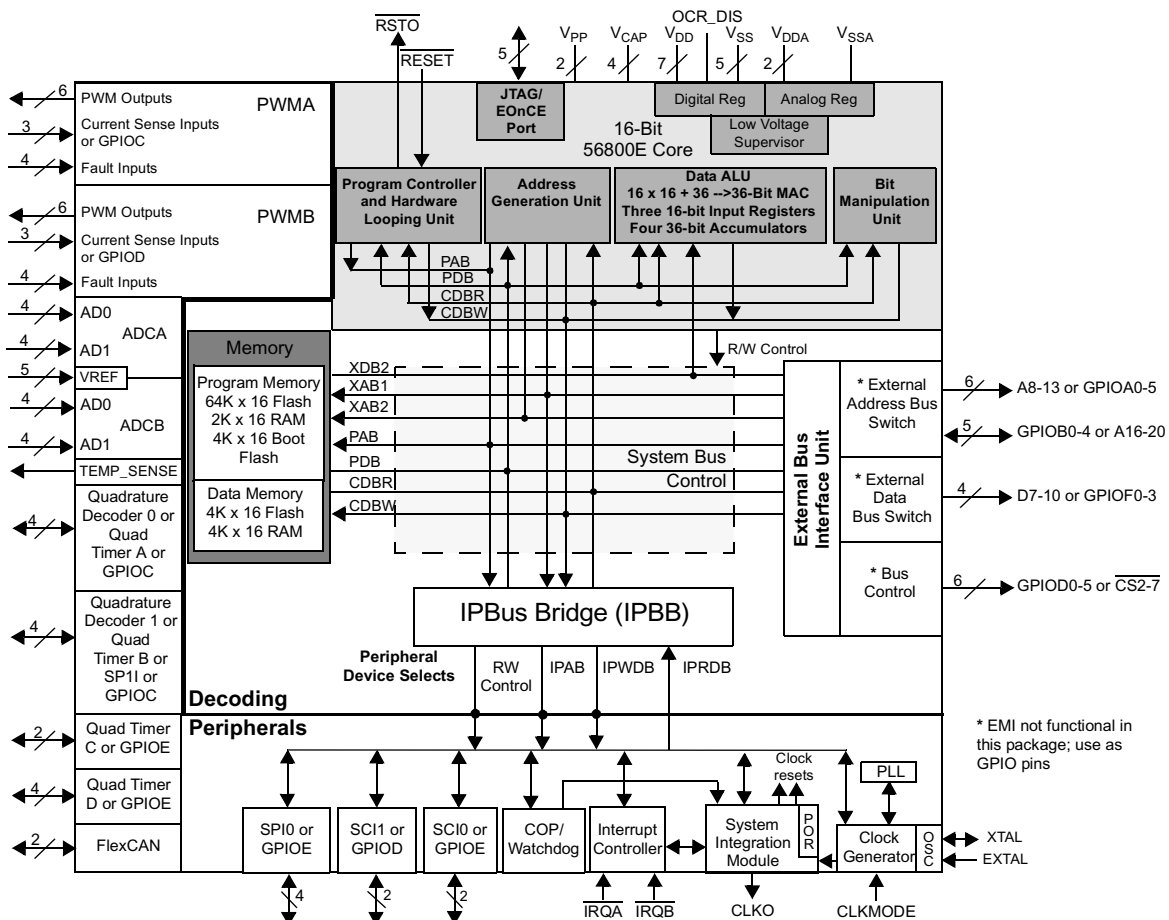 RSTO
RESET
5
VPP
2
VCAP
4
VDD
7
OCR_DIS
VSS
5
VDDA
2
VSSA
JTAG/
EOnCE
Port
Digital Reg
Analog Reg
Low Voltage
Supervisor
16-Bit
56800E Core
6
PWM Outputs
PWMA
3
Current Sense Inputs
or GPIOC
4
Fault Inputs
6
PWM Outputs
PWMB
3
Current Sense Inputs
or GPIOD
4
Fault Inputs
Program Controller
and Hardware
Looping Unit
Address
Generation Unit
Data ALU
16 x 16 + 36 -->36-Bit MAC
Three 16-bit Input Registers
Four 36-bit Accumulators
Bit
Manipulation
Unit
PAB
PDB
CDBR
CDBW
4
AD0
ADCA
4
AD1
5
VREF
4
AD0
ADCB
4
AD1
TEMP_SENSE
4
Quadrature
Decoder 0 or
Quad
Timer A or
GPIOC
4
Quadrature
Decoder 1 or
Quad
Timer B or
SP1I or
GPIOC
2
Quad Timer
C or GPIOE
4
Quad Timer
D or GPIOE
2
FlexCAN
Memory
Program Memory
64K x 16 Flash
2K x 16 RAM
4K x 16 Boot
Flash
Data Memory
4K x 16 Flash
4K x 16 RAM
XDB2
XAB1
XAB2
PAB
PDB
CDBR
CDBW
System Bus
Control
R/W Control
External Bus
Interface Unit
* External
Address Bus
Switch
* External
Data
Bus Switch
* Bus
Control
6
A8-13 or GPIOA0-5
5
GPIOB0-4 or A16-20
4
D7-10 or GPIOF0-3
6
GPIOD0-5 or CS2-7
IPBus Bridge (IPBB)
Peripheral
Device Selects
RW
Control
IPAB
IPWDB
IPRDB
Decoding
Peripherals
* EMI not functional in
this package; use as
GPIO pins
Clock
resets
PLL
SPI0 or
GPIOE
SCI1 or
GPIOD
SCI0 or
GPIOE
COP/
Watchdog
Interrupt
Controller
System
Integration
Module
POR
Clock
Generator
OSC
XTAL
EXTAL
4
2
2
IRQA
IRQB
CLKO
CLKMODE